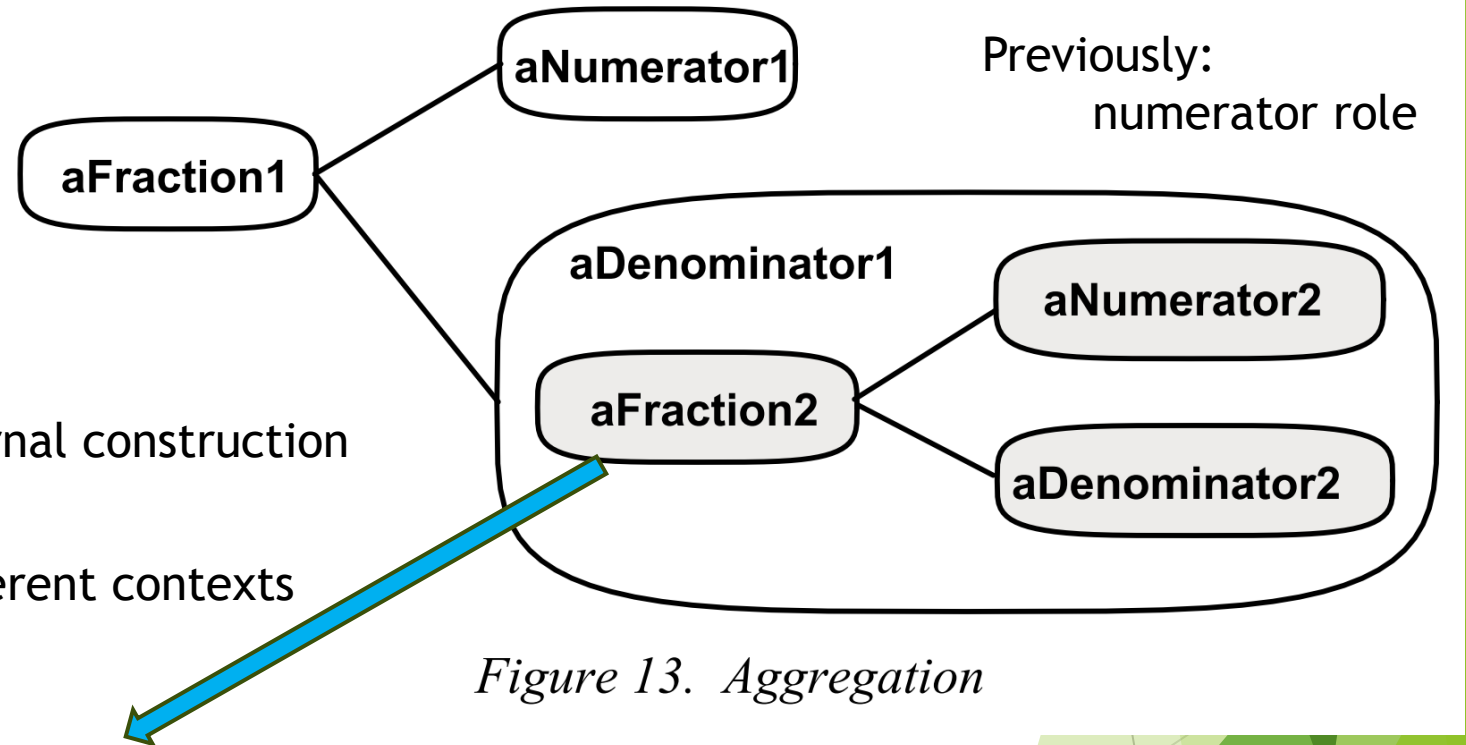 aNumerator1
Previously:
numerator role
aFraction1
aDenominator1
aNumerator2
aFraction2
rnal construction
aDenominator2
erent contexts
Figure 13. Aggregation